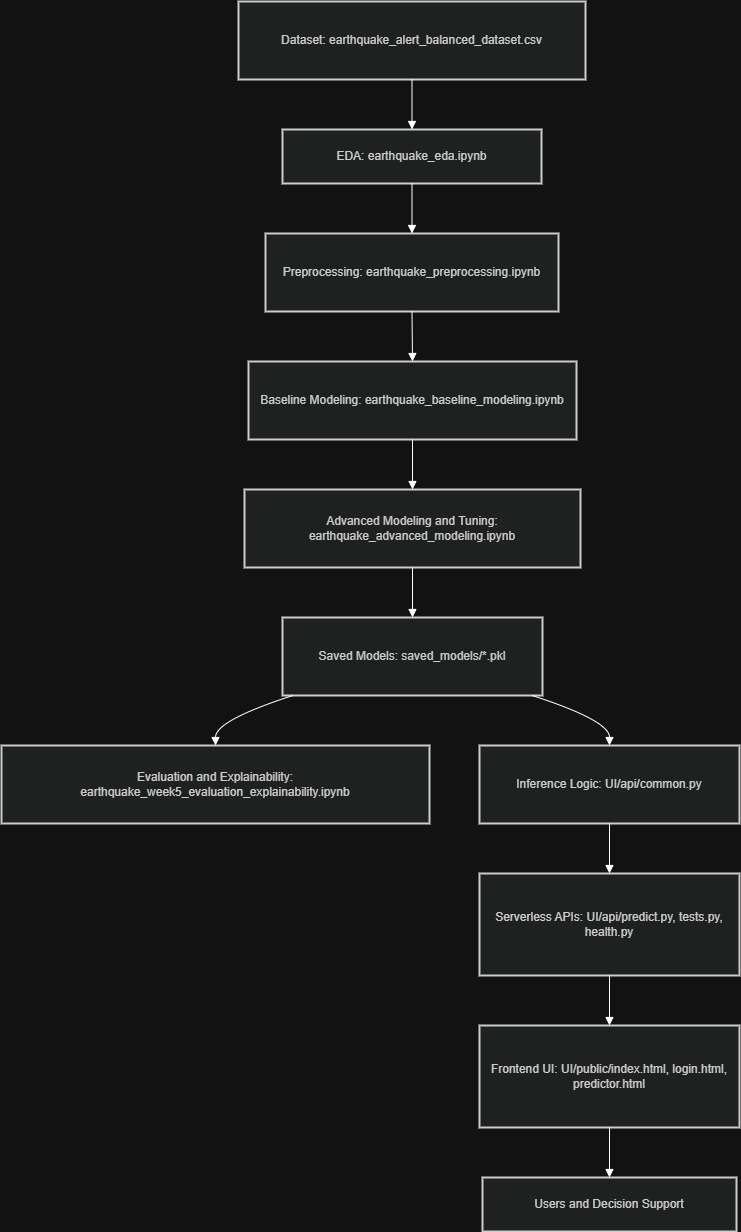 Dataset: earthquake_alert_balanced_dataset.csv
EDA: earthquake_eda.ipynb
Preprocessing: earthquake_preprocessing.ipynb
Baseline Modeling: earthquake_baseline_modeling.ipynb
Advanced Modeling and Tuning:
earthquake_advanced_modeling.ipynb
Saved Models: saved_models/*.pkl
Evaluation and Explainability:
earthquake_week5_evaluation_explainability.ipynb
Inference Logic: UI/api/common.py
Serverless APIs: UI/api/predict.py, tests.py,
health.py
Frontend UI: UI/public/index.html, login.html,
predictor.html
Users and Decision Support